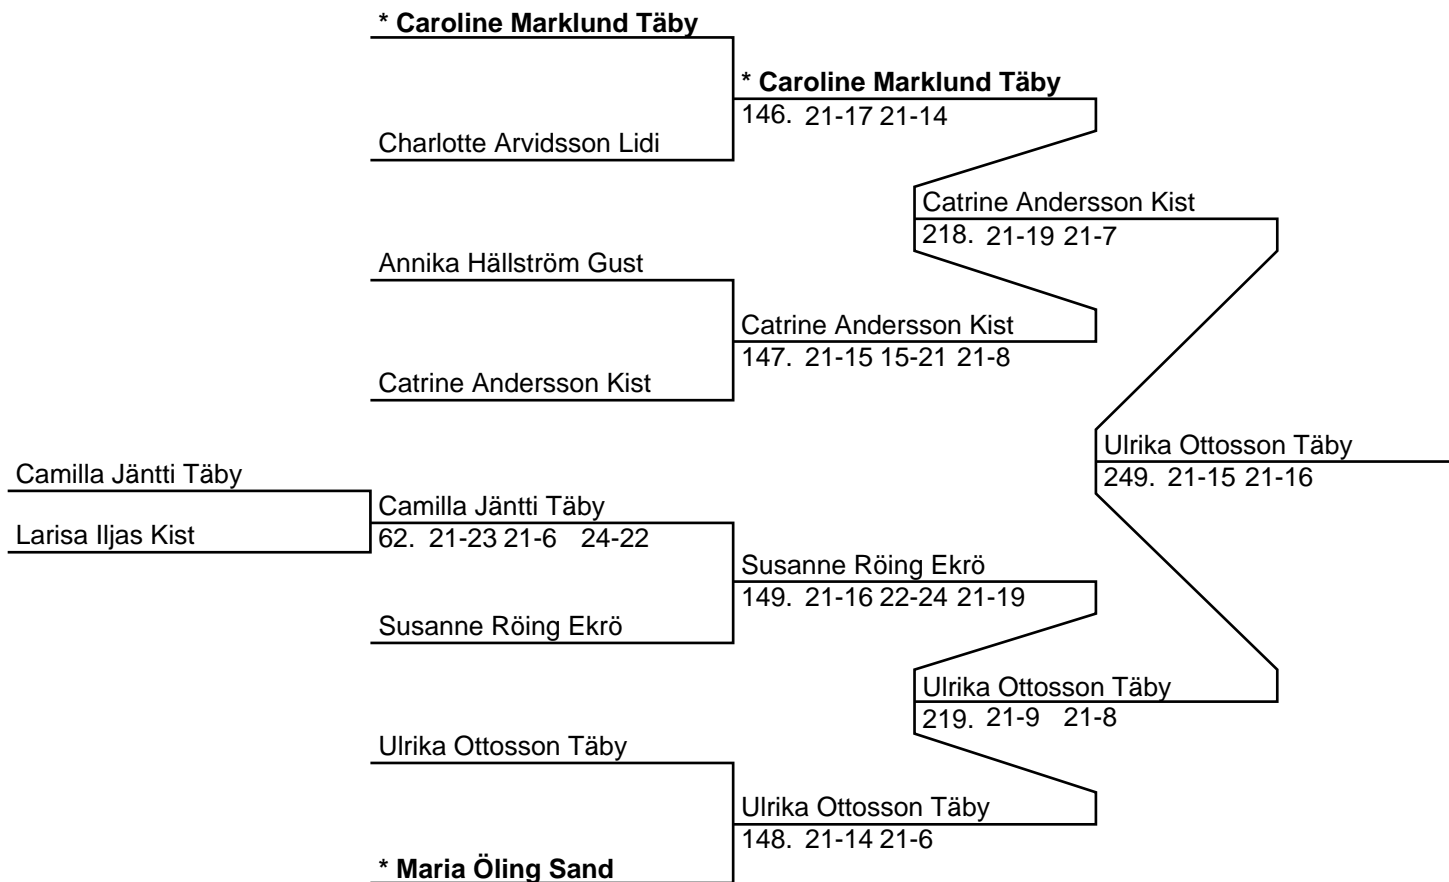 * Caroline Marklund Täby
* Caroline Marklund Täby
146. 21-17 21-14
Charlotte Arvidsson Lidi
Catrine Andersson Kist
218. 21-19 21-7
Annika Hällström Gust
Catrine Andersson Kist
147. 21-15 15-21 21-8
Catrine Andersson Kist
Ulrika Ottosson Täby
249. 21-15 21-16
Camilla Jäntti Täby
Camilla Jäntti Täby
62. 21-23 21-6 24-22
Larisa Iljas Kist
Susanne Röing Ekrö
149. 21-16 22-24 21-19
Susanne Röing Ekrö
Ulrika Ottosson Täby
219. 21-9 21-8
Ulrika Ottosson Täby
Ulrika Ottosson Täby
148. 21-14 21-6
* Maria Öling Sand